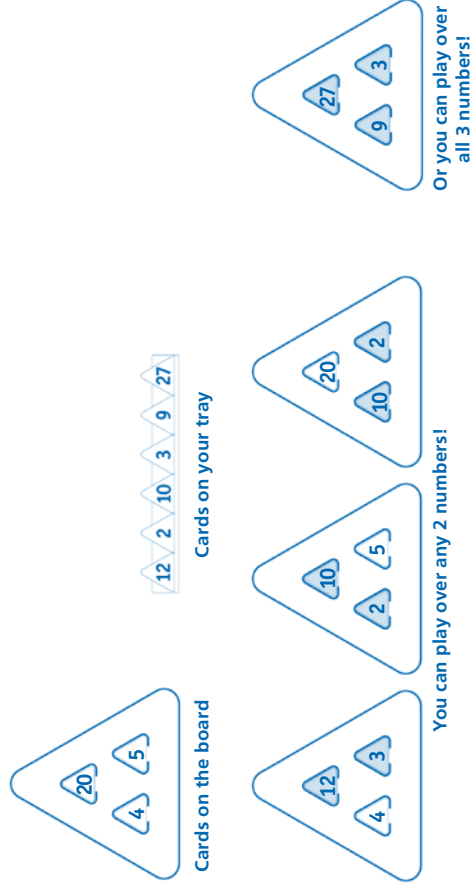 20
4 5
Cards on the board
12 2 10 3 9 27
Cards on your tray
12
4 3
10
2 5
20
10 2
You can play over any 2 numbers!
27
9 3
Or you can play over
all 3 numbers!